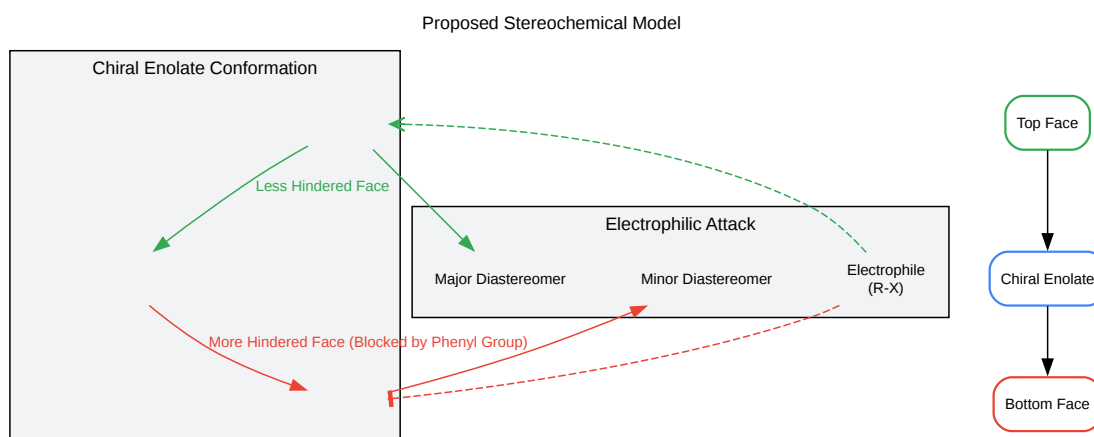 Proposed Stereochemical Model
Chiral Enolate Conformation
Top Face
Less Hindered Face
Electrophilic Attack
Major Diastereomer
Minor Diastereomer
Electrophile
(R-X)
Chiral Enolate
More Hindered Face (Blocked by Phenyl Group)
Bottom Face